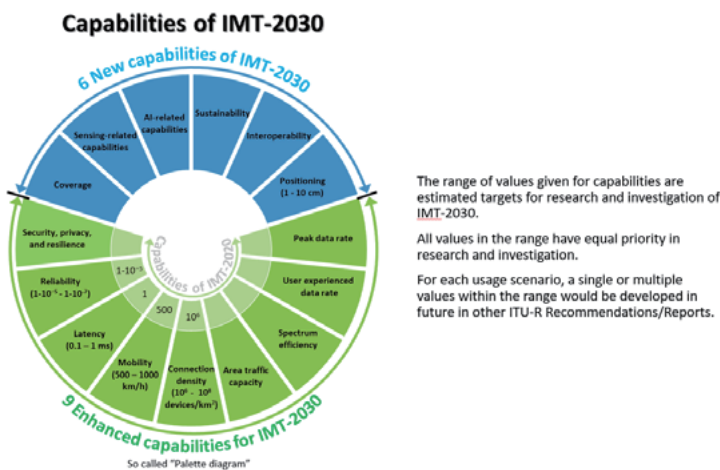 Capabilities of IMT-2030
6 New capabilities of IMT-2030
Coverage
Sensing-related
capabilities
AI-related
capabilities
Sustainability
Interoperability
Positioning
(1 - 10 cm)
Security, privacy,
and resilience
Reliability
(1-10⁻⁵ - 1-10⁻⁷)
Latency
(0.1 – 1 ms)
Mobility
(500 – 1000
km/h)
Connection
density
(10⁶ - 10⁸
devices/km²)
Area traffic
capacity
Spectrum
efficiency
User experienced
data rate
Peak data rate
Capabilities of IMT-2020
1-10⁻⁵
1
500
10⁶
9 Enhanced capabilities for IMT-2030
So called "Palette diagram"
The range of values given for capabilities are
estimated targets for research and investigation of
IMT-2030.
All values in the range have equal priority in
research and investigation.
For each usage scenario, a single or multiple
values within the range would be developed in
future in other ITU-R Recommendations/Reports.